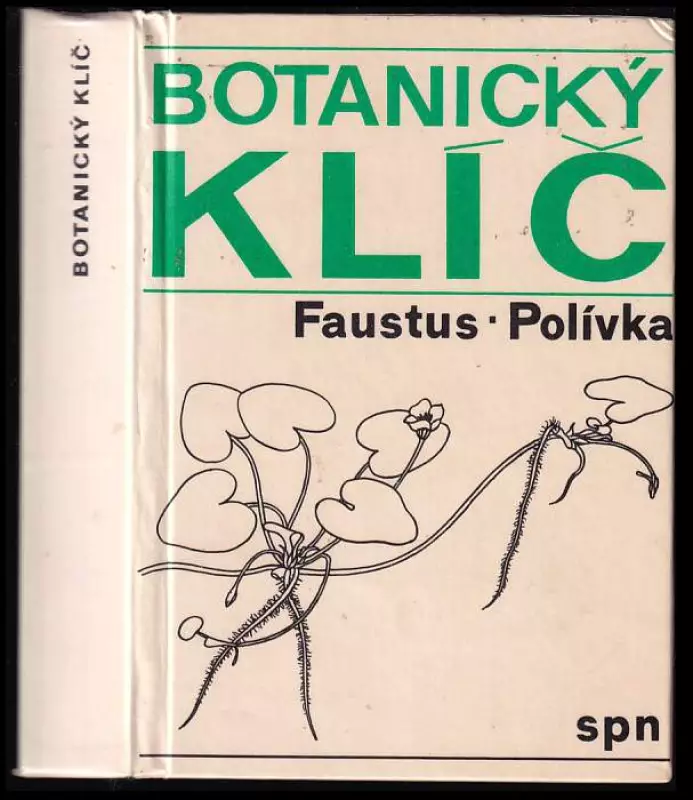 BOTANICKÝ KLÍČ
BOTANICKÝ
KLÍČ
Faustus · Polívka
spn